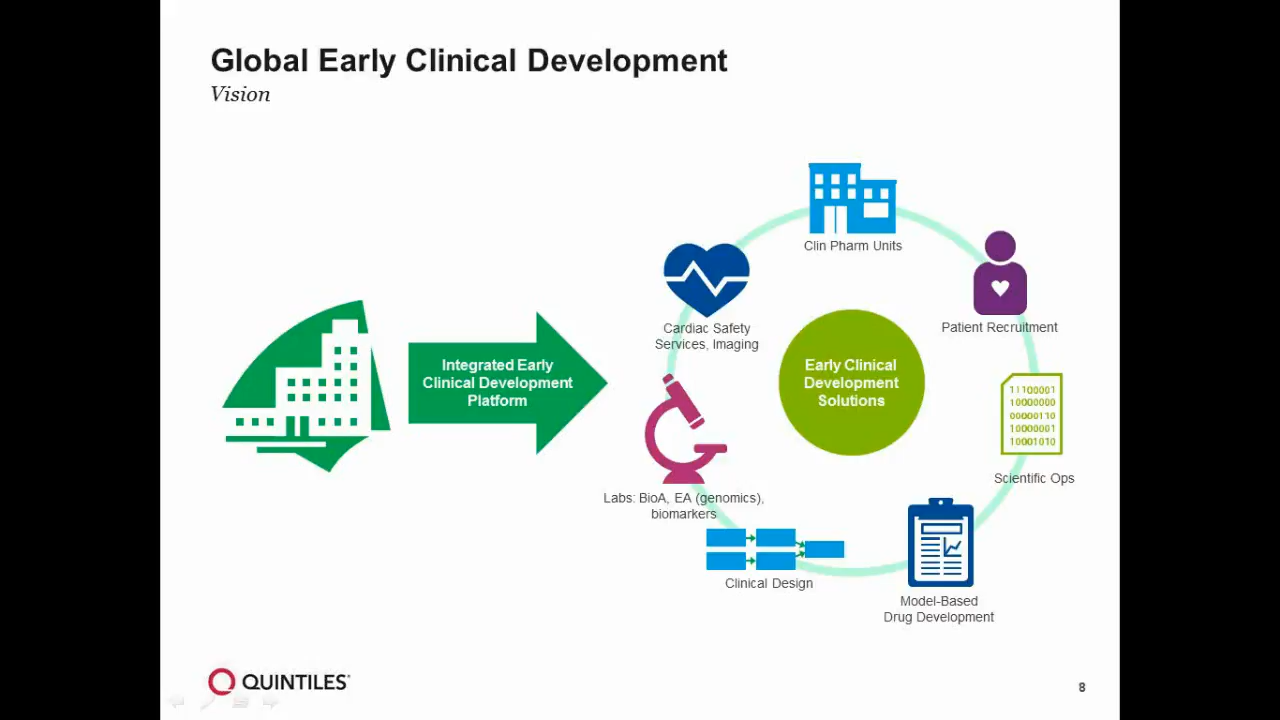 Global Early Clinical Development
Vision
Clin Pharm Units
Patient Recruitment
Cardiac Safety
Services, Imaging
Integrated Early
Clinical Development
Platform
Early Clinical
Development
Solutions
11100001
10000000
00000110
10000001
10001010
Scientific Ops
Labs: BioA, EA (genomics),
biomarkers
Clinical Design
Model-Based
Drug Development
QUINTILES
8